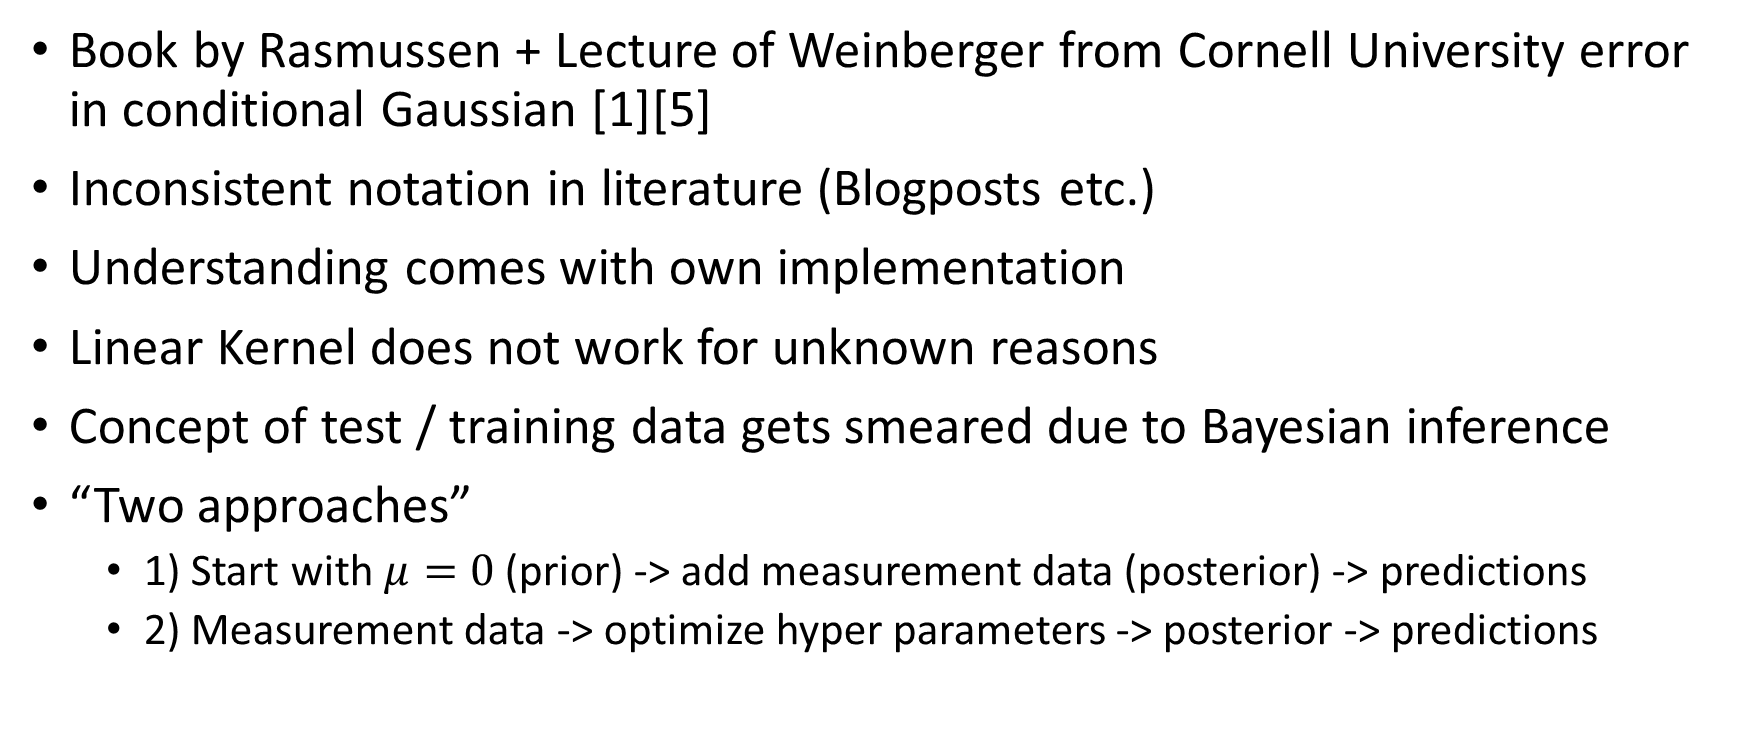 • Book by Rasmussen + Lecture of Weinberger from Cornell University error
in conditional Gaussian [1][5]
• Inconsistent notation in literature (Blogposts etc.)
• Understanding comes with own implementation
• Linear Kernel does not work for unknown reasons
• Concept of test / training data gets smeared due to Bayesian inference
• “Two approaches”
• 1) Start with 𝜇 = 0 (prior) -> add measurement data (posterior) -> predictions
• 2) Measurement data -> optimize hyper parameters -> posterior -> predictions